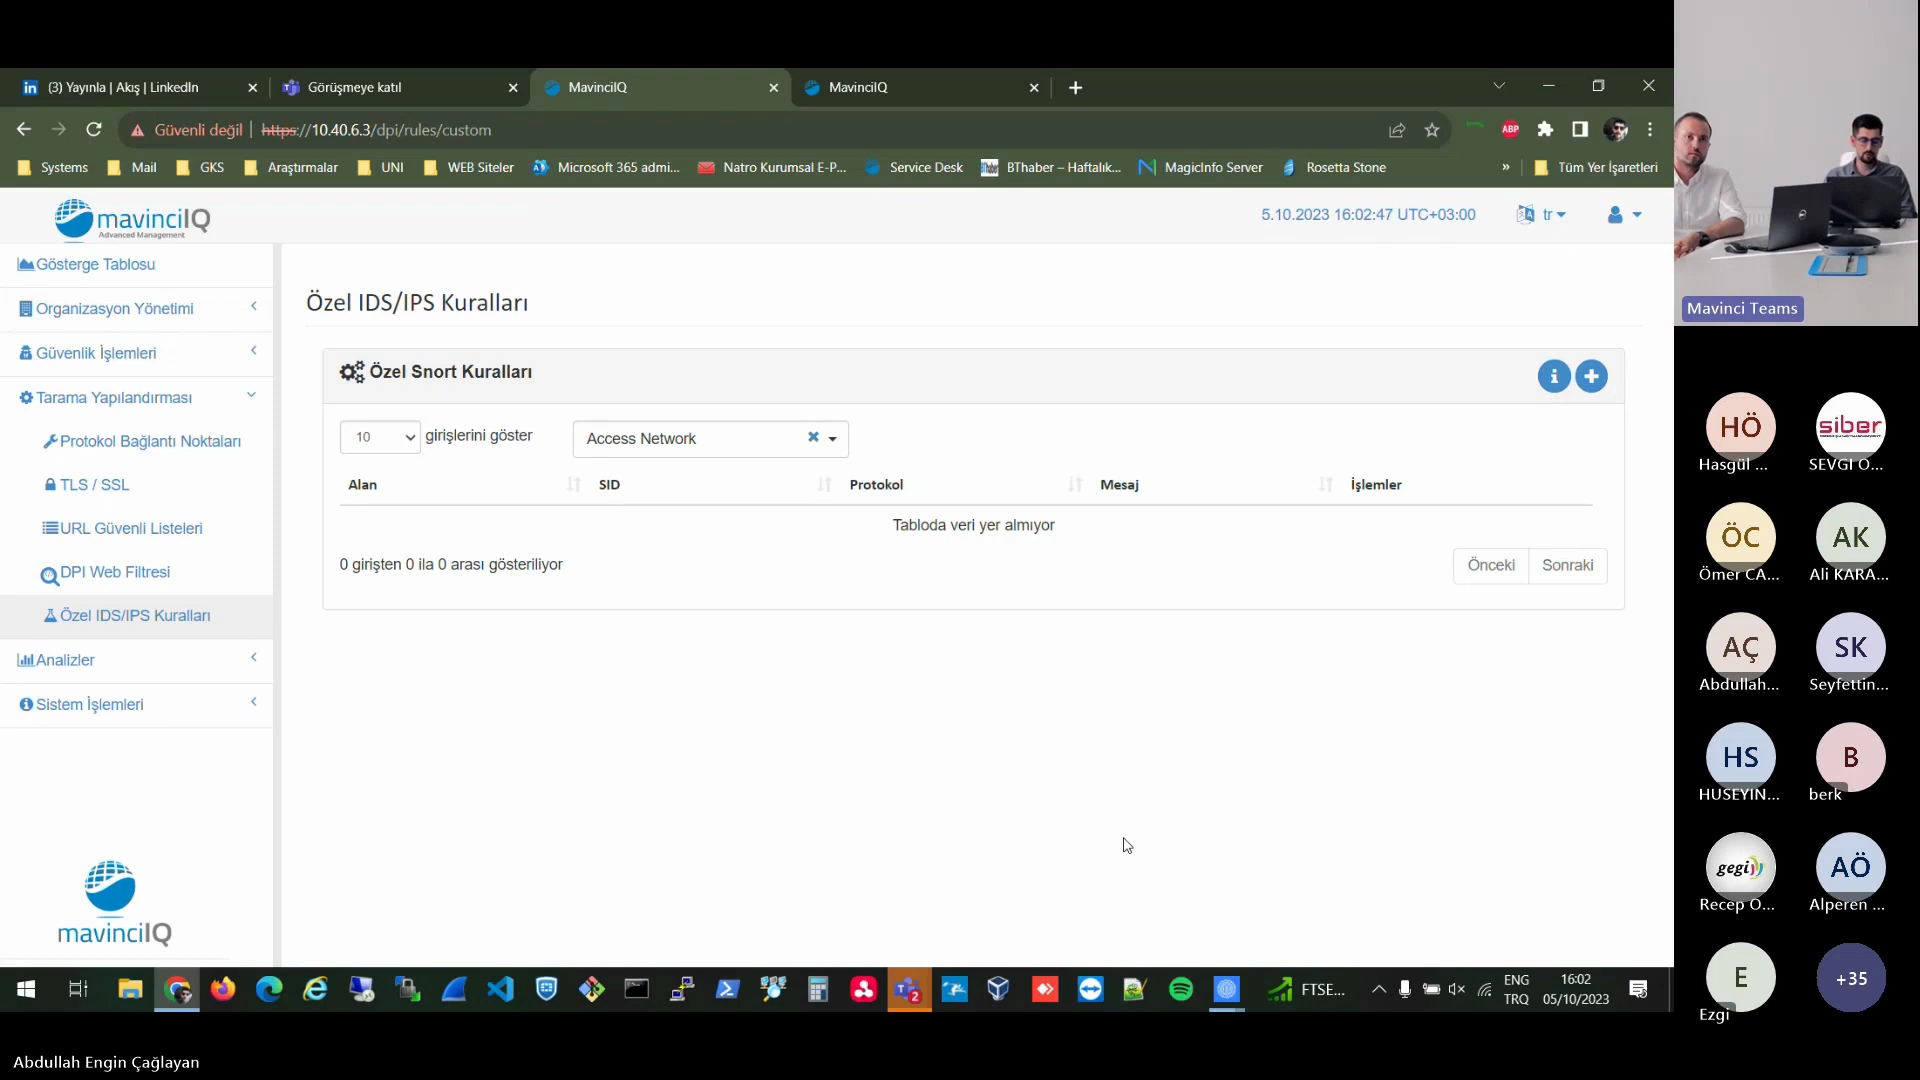 (3) Yayınla | Akış | LinkedIn
Görüşmeye katıl
MavinciIQ
MavinciIQ
Güvenli değil
https://10.40.6.3/dpi/rules/custom
ABP
Systems
Mail
GKS
Araştırmalar
UNI
WEB Siteler
Microsoft 365 admi...
Natro Kurumsal E-P...
Service Desk
BThaber – Haftalık...
MagicInfo Server
Rosetta Stone
»
Tüm Yer İşaretleri
mavinciIQ
Advanced Management
5.10.2023 16:02:47 UTC+03:00
tr
Gösterge Tablosu
Organizasyon Yönetimi
Güvenlik İşlemleri
Tarama Yapılandırması
Protokol Bağlantı Noktaları
TLS / SSL
URL Güvenli Listeleri
DPI Web Filtresi
Özel IDS/IPS Kuralları
Analizler
Sistem İşlemleri
mavinciIQ
Özel IDS/IPS Kuralları
Özel Snort Kuralları
10 girişlerini göster
Access Network
Alan SID Protokol Mesaj İşlemler
Tabloda veri yer almıyor
0 girişten 0 ila 0 arası gösteriliyor
Önceki Sonraki
FTSE...
ENG
TRQ
16:02
05/10/2023
Mavinci Teams
HÖ
Hasgül ...
siber
SEVGI O...
ÖC
Ömer CA...
AK
Ali KARA...
AÇ
Abdullah...
SK
Seyfettin...
HS
HUSEYIN...
B
berk
gegi
Recep O...
AÖ
Alperen ...
E
Ezgi
+35
Abdullah Engin Çağlayan